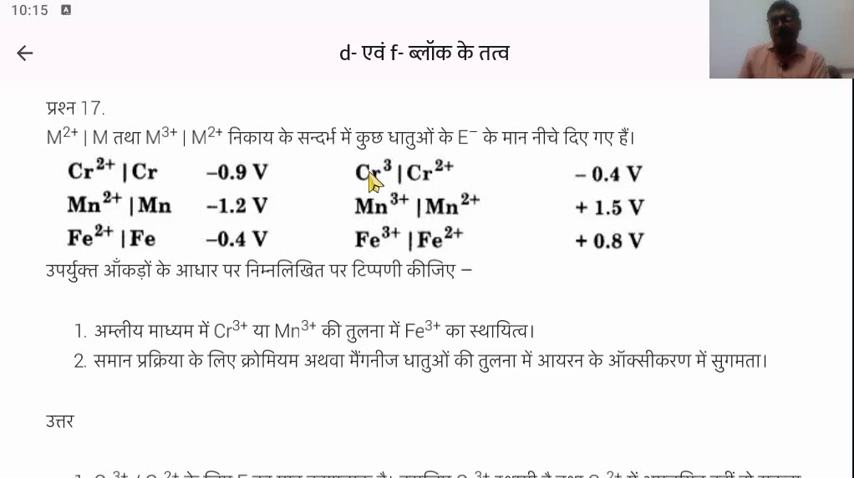 10:15 A
d- एवं f- ब्लॉक के तत्व
प्रश्न 17.
M2+ | M तथा M3+ | M2+ निकाय के सन्दर्भ में कुछ धातुओं के E– के मान नीचे दिए गए हैं।
Cr2+ | Cr –0.9 V Cr3 | Cr2+ – 0.4 V
Mn2+ | Mn –1.2 V Mn3+ | Mn2+ + 1.5 V
Fe2+ | Fe –0.4 V Fe3+ | Fe2+ + 0.8 V
उपर्युक्त आँकड़ों के आधार पर निम्नलिखित पर टिप्पणी कीजिए –
1. अम्लीय माध्यम में Cr3+ या Mn3+ की तुलना में Fe3+ का स्थायित्व।
2. समान प्रक्रिया के लिए क्रोमियम अथवा मैंगनीज धातुओं की तुलना में आयरन के ऑक्सीकरण में सुगमता।
उत्तर